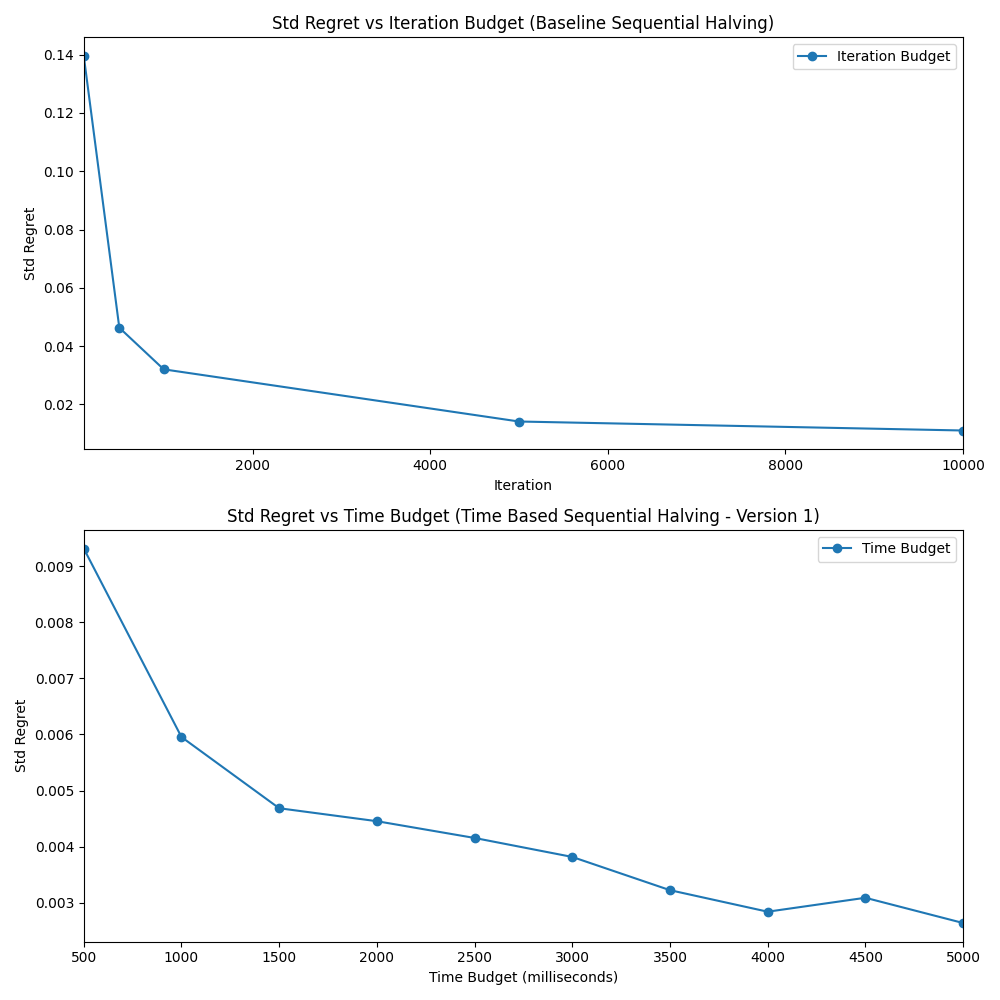 Std Regret vs Iteration Budget (Baseline Sequential Halving)
Iteration Budget
0.14
0.12
0.10
0.08
0.06
0.04
0.02
Std Regret
2000 4000 6000 8000 10000
Iteration
Std Regret vs Time Budget (Time Based Sequential Halving - Version 1)
Time Budget
0.009
0.008
0.007
0.006
0.005
0.004
0.003
Std Regret
500 1000 1500 2000 2500 3000 3500 4000 4500 5000
Time Budget (milliseconds)